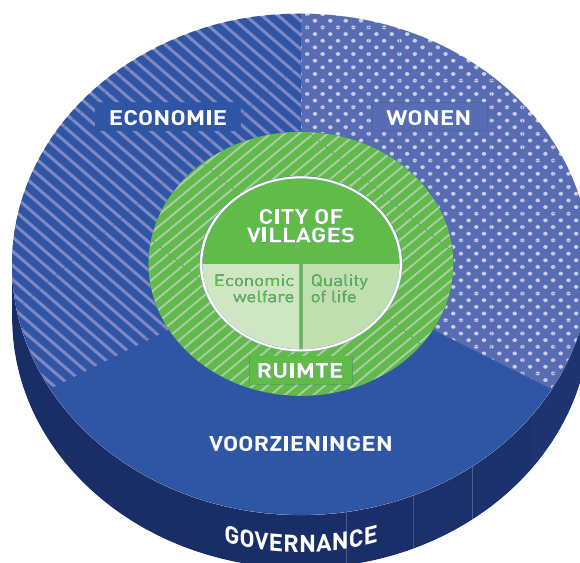 ECONOMIE
WONEN
CITY OF
VILLAGES
Economic
welfare
Quality
of life
RUIMTE
VOORZIENINGEN
GOVERNANCE